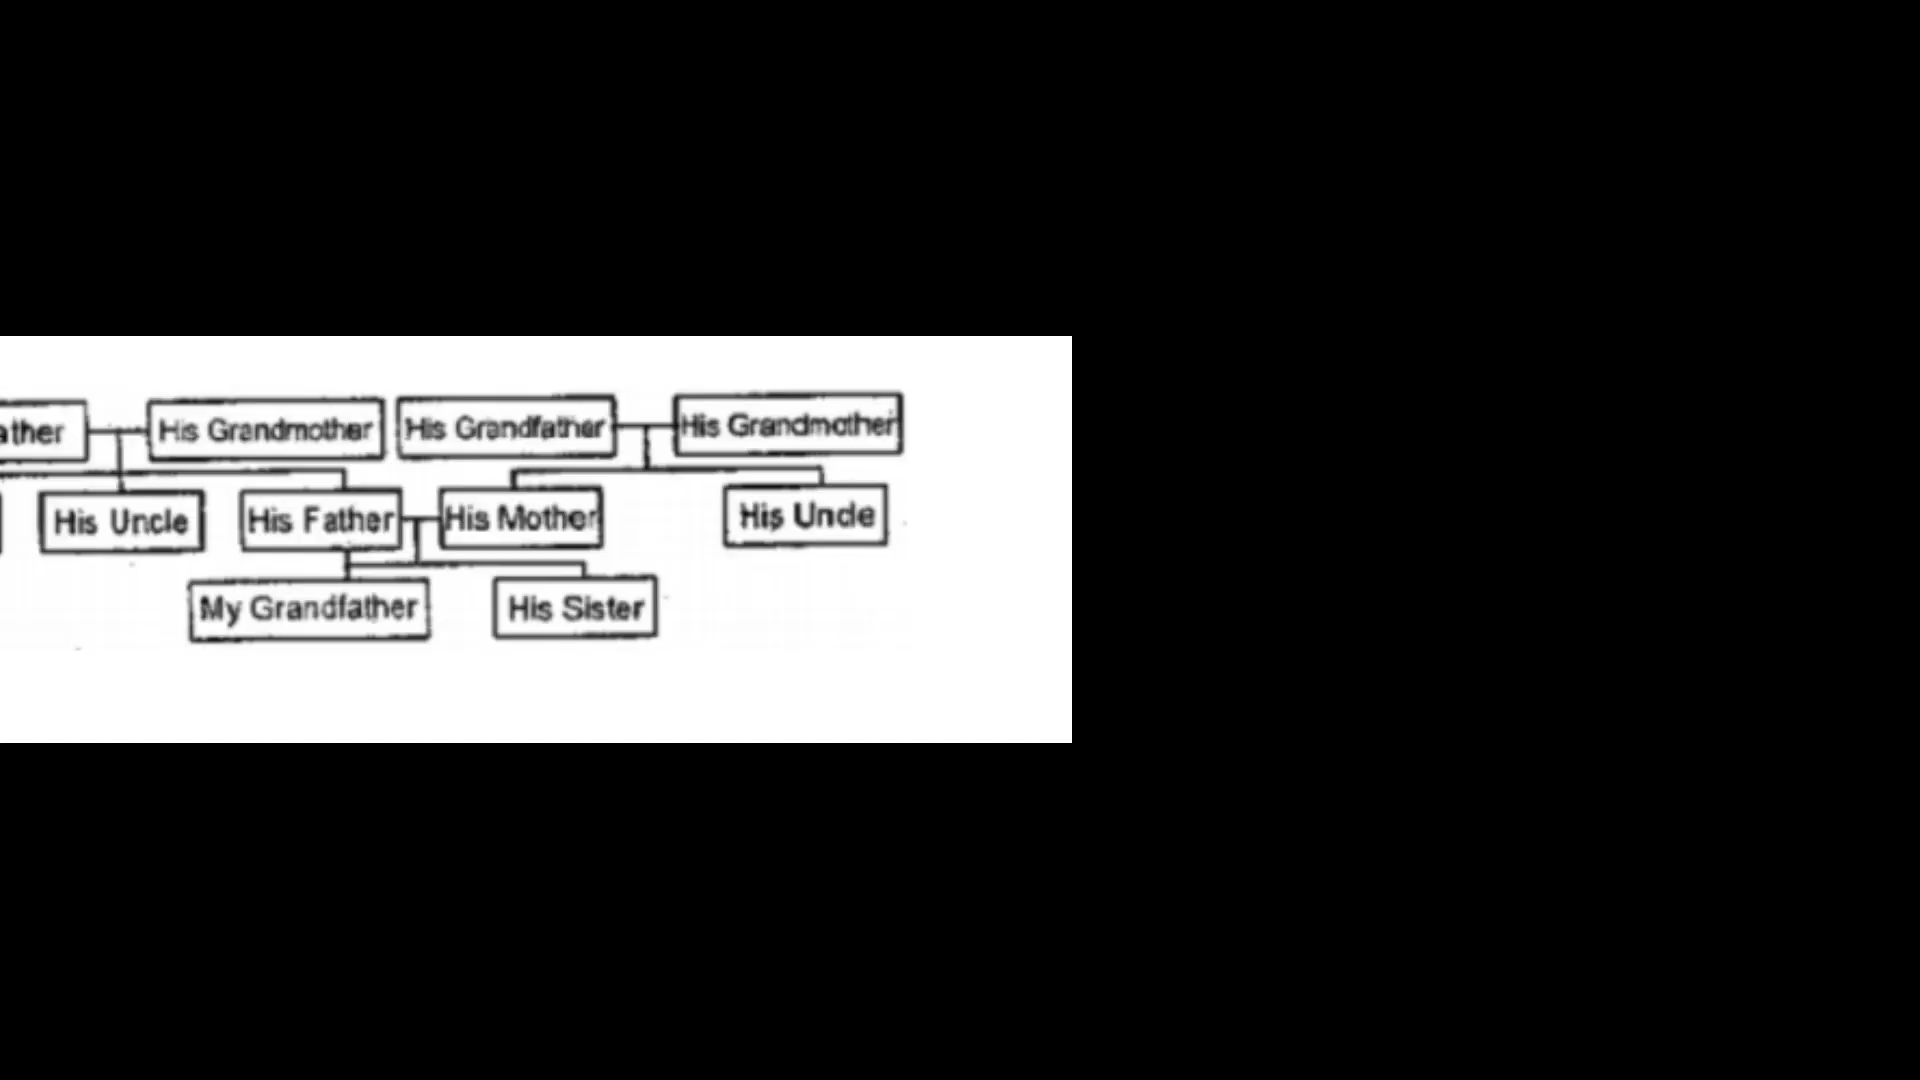 ather His Grandmother His Grandfather His Grandmother
His Uncle His Father His Mother His Uncle
My Grandfather His Sister